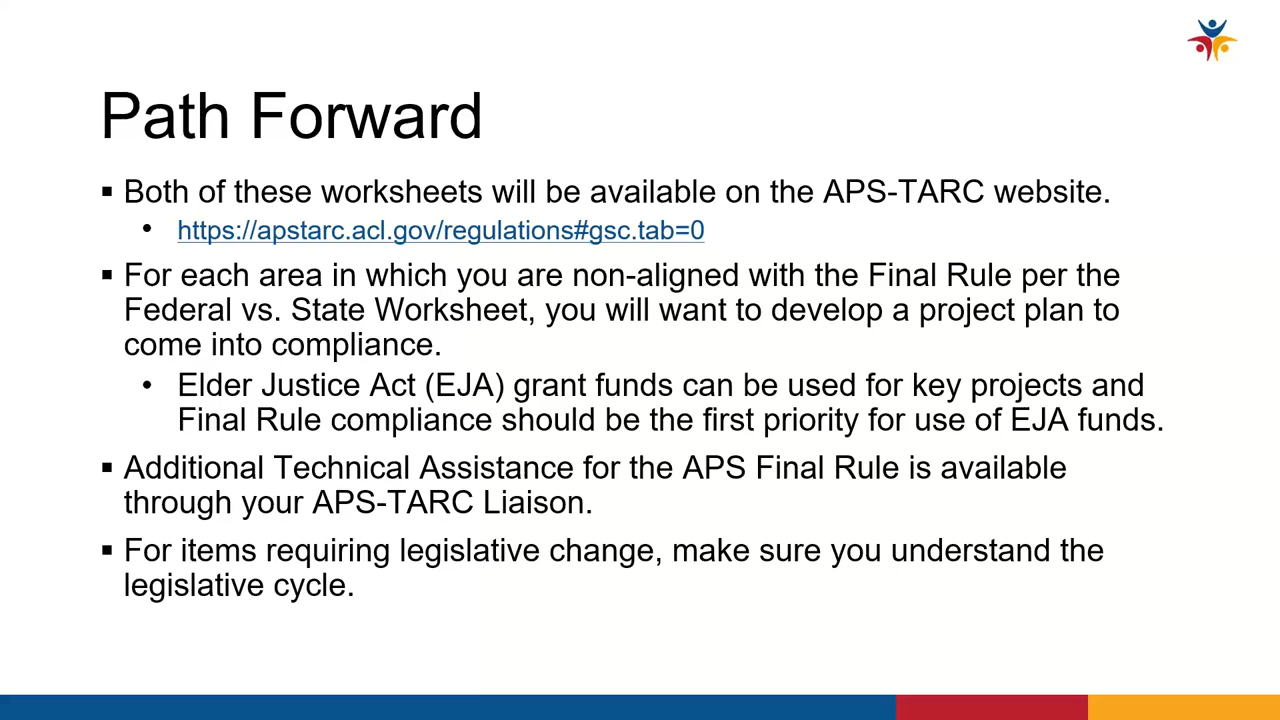 Path Forward
▪ Both of these worksheets will be available on the APS-TARC website.
• https://apstarc.acl.gov/regulations#gsc.tab=0
▪ For each area in which you are non-aligned with the Final Rule per the
Federal vs. State Worksheet, you will want to develop a project plan to
come into compliance.
• Elder Justice Act (EJA) grant funds can be used for key projects and
Final Rule compliance should be the first priority for use of EJA funds.
▪ Additional Technical Assistance for the APS Final Rule is available
through your APS-TARC Liaison.
▪ For items requiring legislative change, make sure you understand the
legislative cycle.